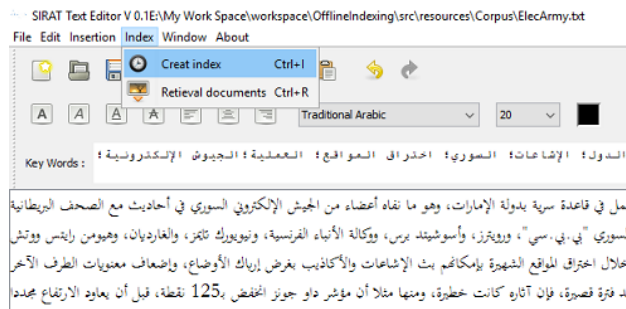 SIRAT Text Editor V 0.1E:\My Work Space\workspace\OfflineIndexing\src\resources\Corpus\ElecArmy.txt
File Edit Insertion Index Window About
Creat index Ctrl+I
Retieval documents Ctrl+R
A A A A Traditional Arabic 20
Key Words : الدول؛ الإشاعات؛ السوري؛ اختراق المواقع؛ العملية؛ الجيوش الإلكترونية؛
مل في قاعدة سرية بدولة الإمارات، وهو ما نفاه أعضاء من الجيش الإلكتروني السوري في أحاديث مع الصحف البريطانية
لسوري "بي.بي.سي"، ورويترز، وأسوشيتد برس، ووكالة الأنباء الفرنسية، ونيويورك تايمز، والغارديان، وهيومن رايتس ووتش
خلال اختراق المواقع الشهيرة بإمكانهم بث الإشاعات والأكاذيب بغرض إرباك الأوضاع، وإضعاف معنويات الطرف الآخر
د فترة قصيرة، فإن آثاره كانت خطيرة، ومنها مثلا أن مؤشر داو جونز انخفض بـ125 نقطة، قبل أن يعاود الارتفاع مجددا